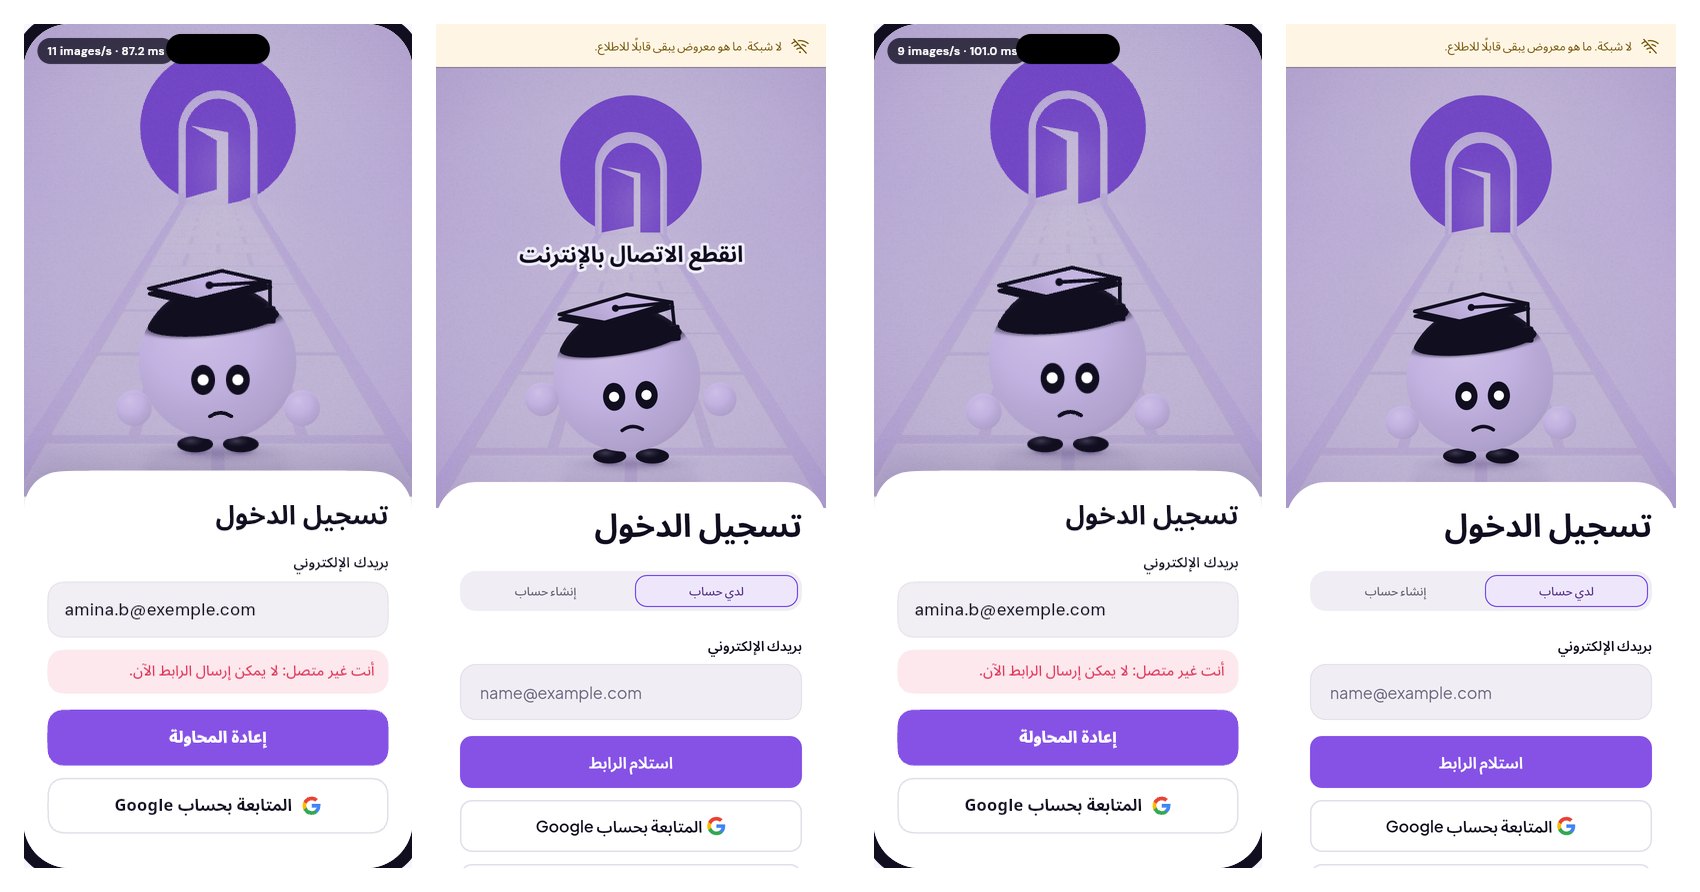 11 images/s · 87.2 ms
تسجيل الدخول
بريدك الإلكتروني
amina.b@exemple.com
أنت غير متصل: لا يمكن إرسال الرابط الآن.
إعادة المحاولة
المتابعة بحساب Google
لا شبكة. ما هو معروض يبقى قابلًا للاطلاع.
انقطع الاتصال بالإنترنت
تسجيل الدخول
لدي حساب
إنشاء حساب
بريدك الإلكتروني
name@example.com
استلام الرابط
المتابعة بحساب Google
9 images/s · 101.0 ms
تسجيل الدخول
بريدك الإلكتروني
amina.b@exemple.com
أنت غير متصل: لا يمكن إرسال الرابط الآن.
إعادة المحاولة
المتابعة بحساب Google
لا شبكة. ما هو معروض يبقى قابلًا للاطلاع.
تسجيل الدخول
لدي حساب
إنشاء حساب
بريدك الإلكتروني
name@example.com
استلام الرابط
المتابعة بحساب Google